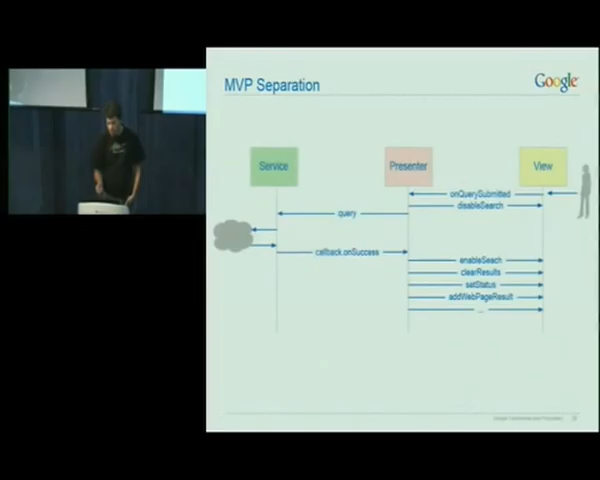 MVP Separation
Google
Service
Presenter
View
onQuerySubmitted
disableSearch
query
callback.onSuccess
enableSeach
clearResults
setStatus
addWebPageResult
...